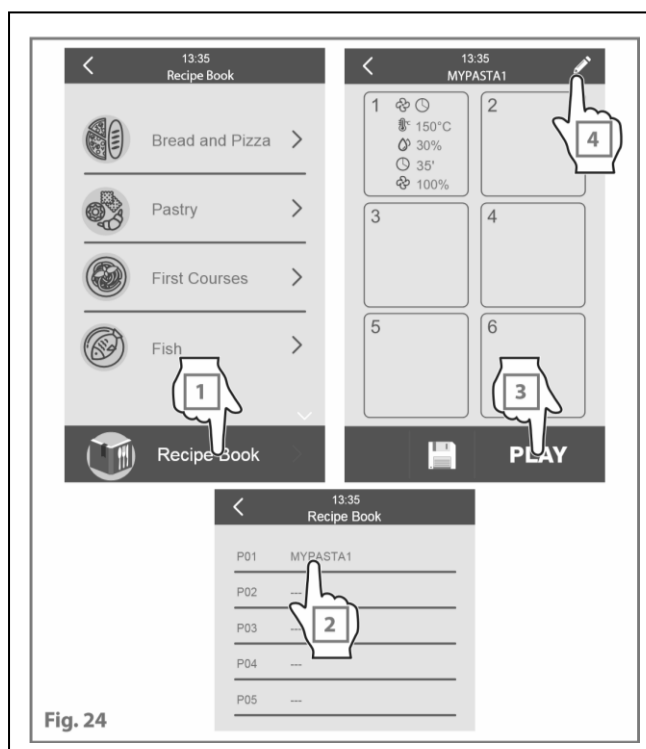 13:35
Recipe Book
Bread and Pizza
Pastry
First Courses
Fish
1
Recipe Book
13:35
MYPASTA1
4
1
150°C
30%
35'
100%
2
3
4
5
6
3
PLAY
13:35
Recipe Book
P01 MYPASTA1
P02 ---
2
P03 ---
P04 ---
P05 ---
Fig. 24